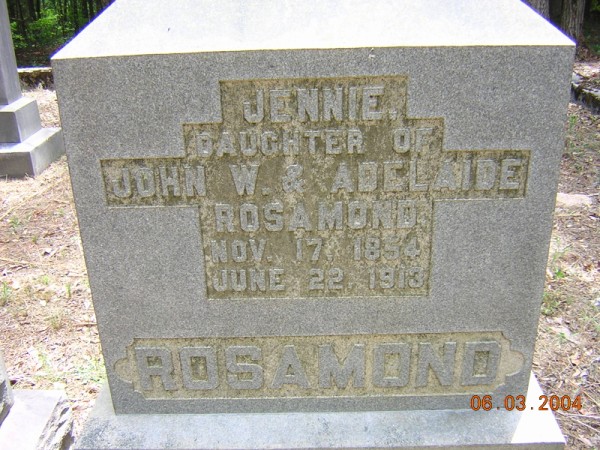 JENNIE,
DAUGHTER OF
JOHN W. & ADELAIDE
ROSAMOND
NOV. 17, 1854
JUNE 22, 1913
ROSAMOND
06.03.2004